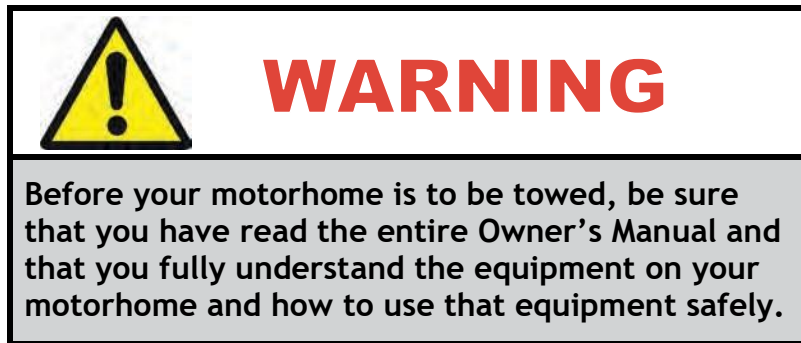 WARNING
Before your motorhome is to be towed, be sure
that you have read the entire Owner’s Manual and
that you fully understand the equipment on your
motorhome and how to use that equipment safely.